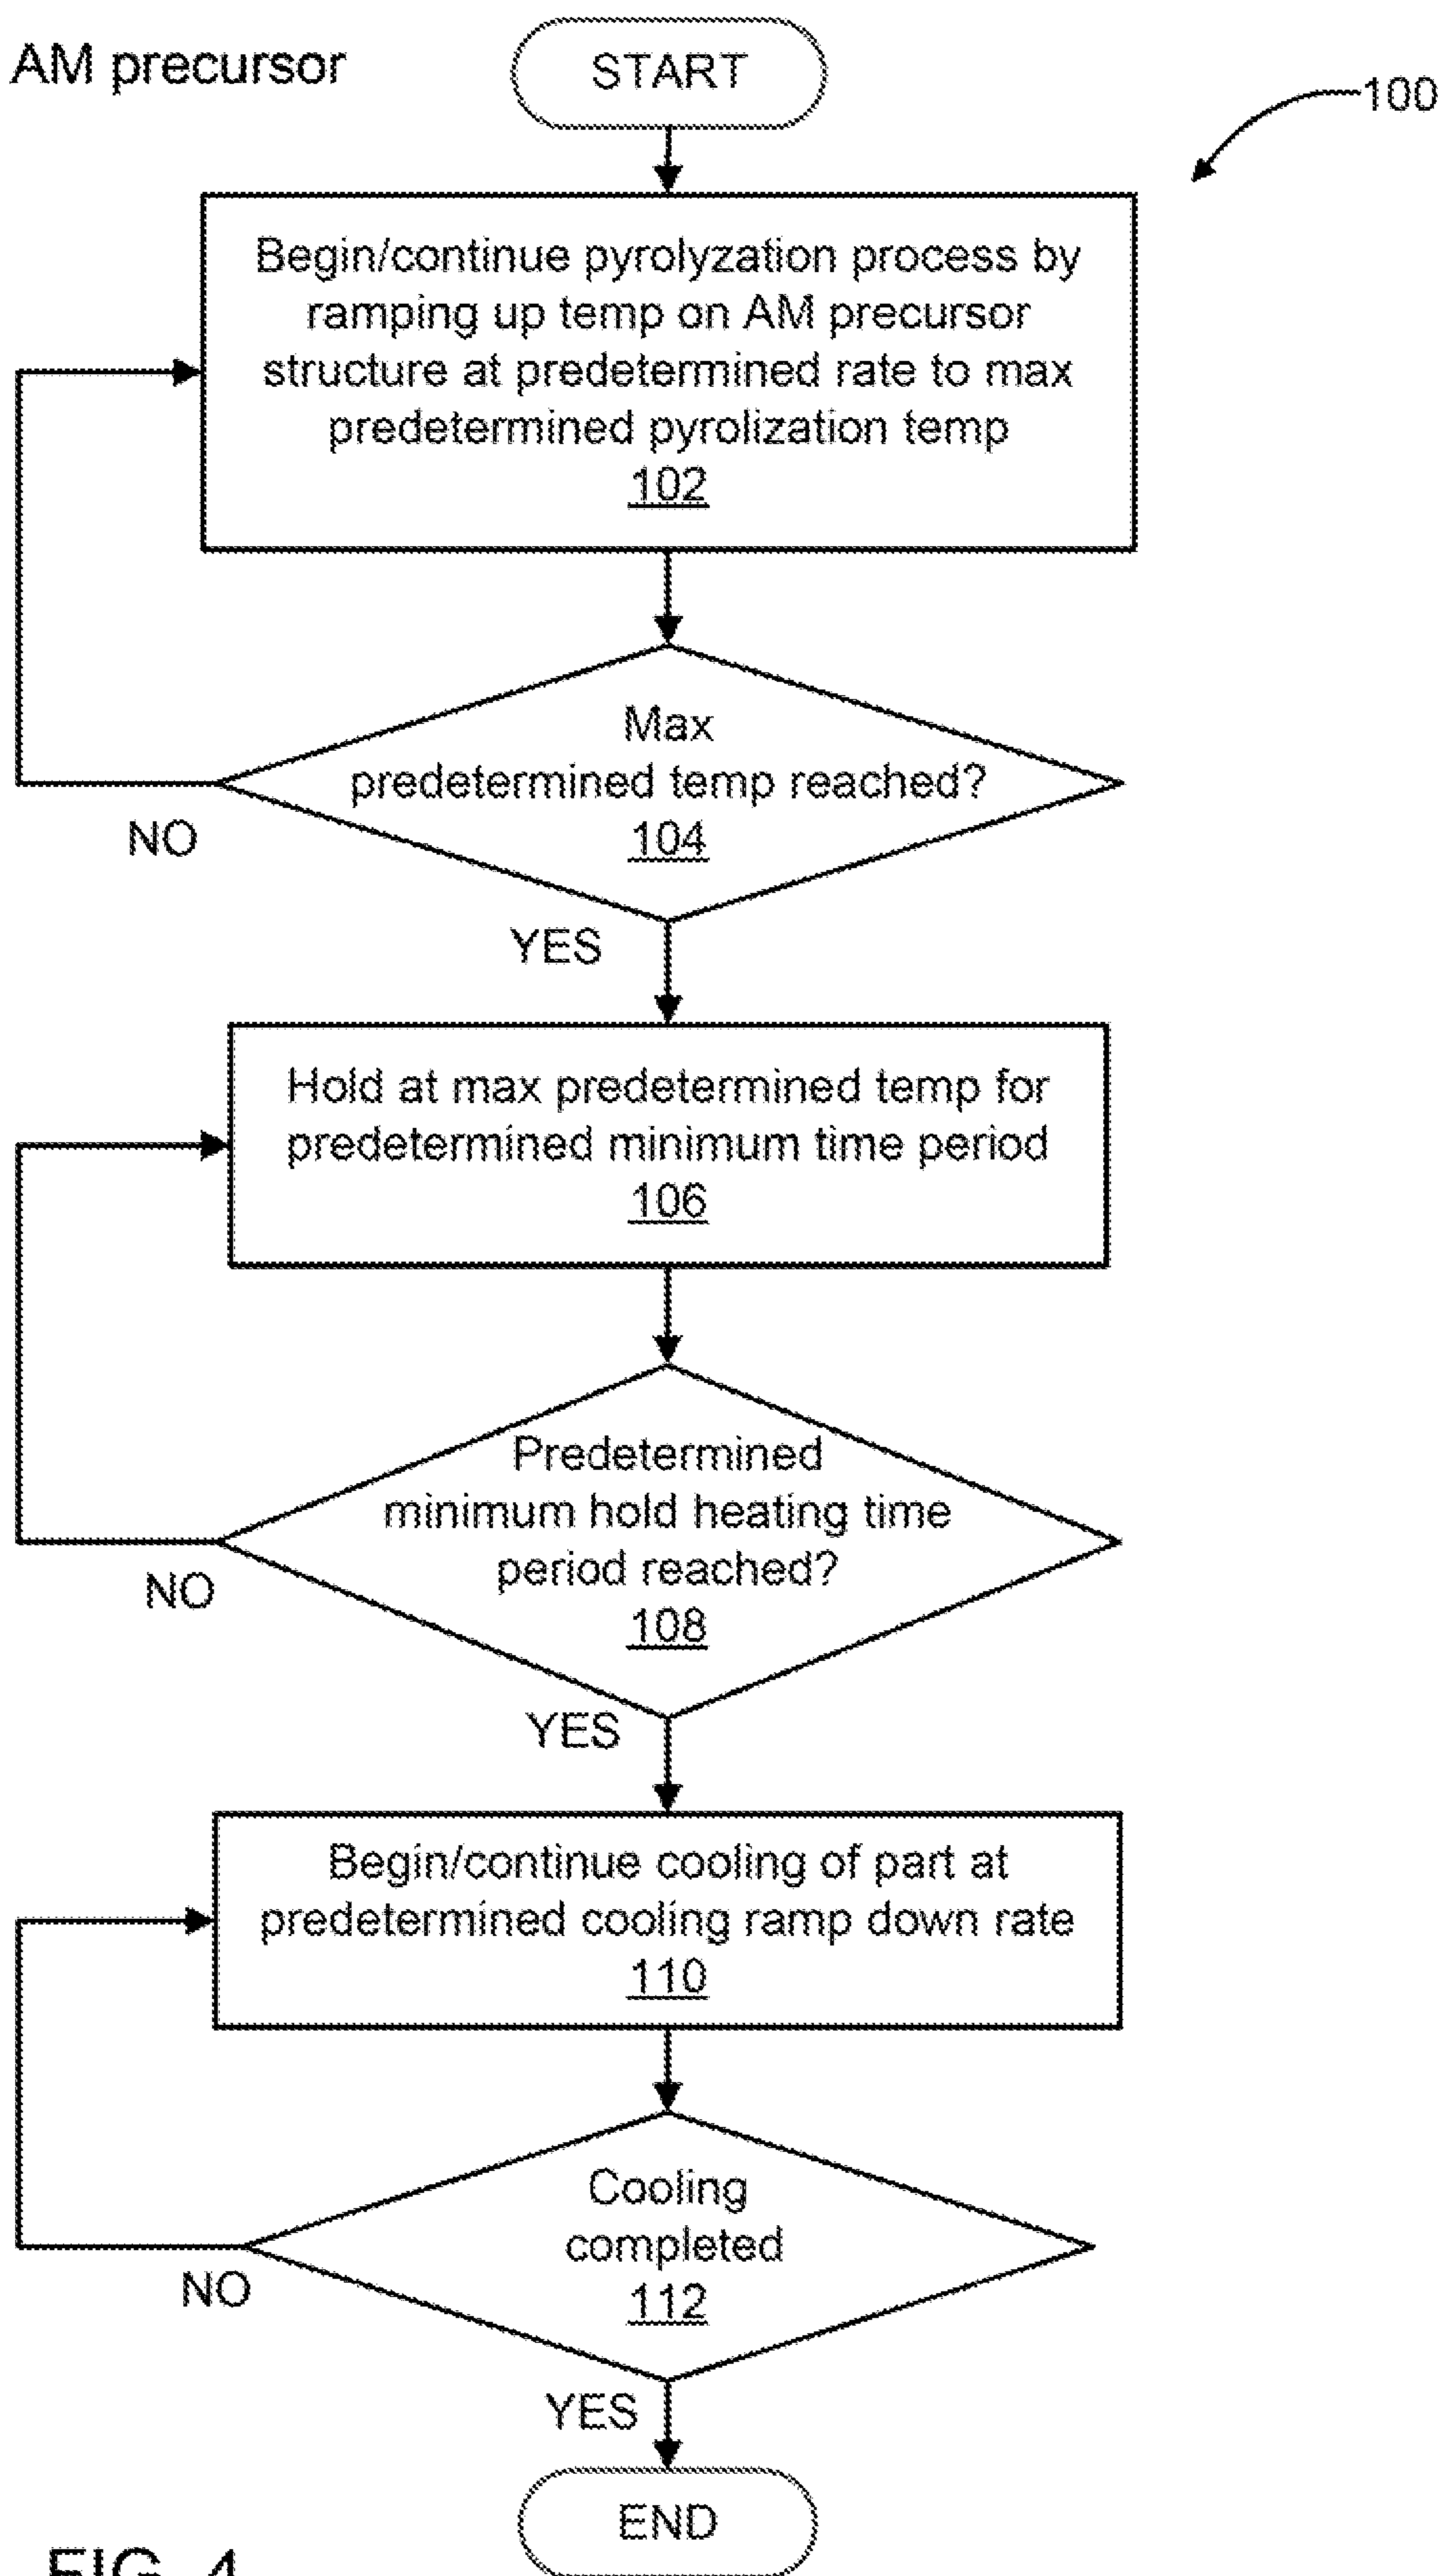 AM precursor
START
100
Begin/continue pyrolyzation process by
ramping up temp on AM precursor
structure at predetermined rate to max
predetermined pyrolization temp
102
Max
predetermined temp reached?
104
NO
YES
Hold at max predetermined temp for
predetermined minimum time period
106
Predetermined
minimum hold heating time
period reached?
108
NO
YES
Begin/continue cooling of part at
predetermined cooling ramp down rate
110
Cooling
completed
112
NO
YES
END
FIG. 4